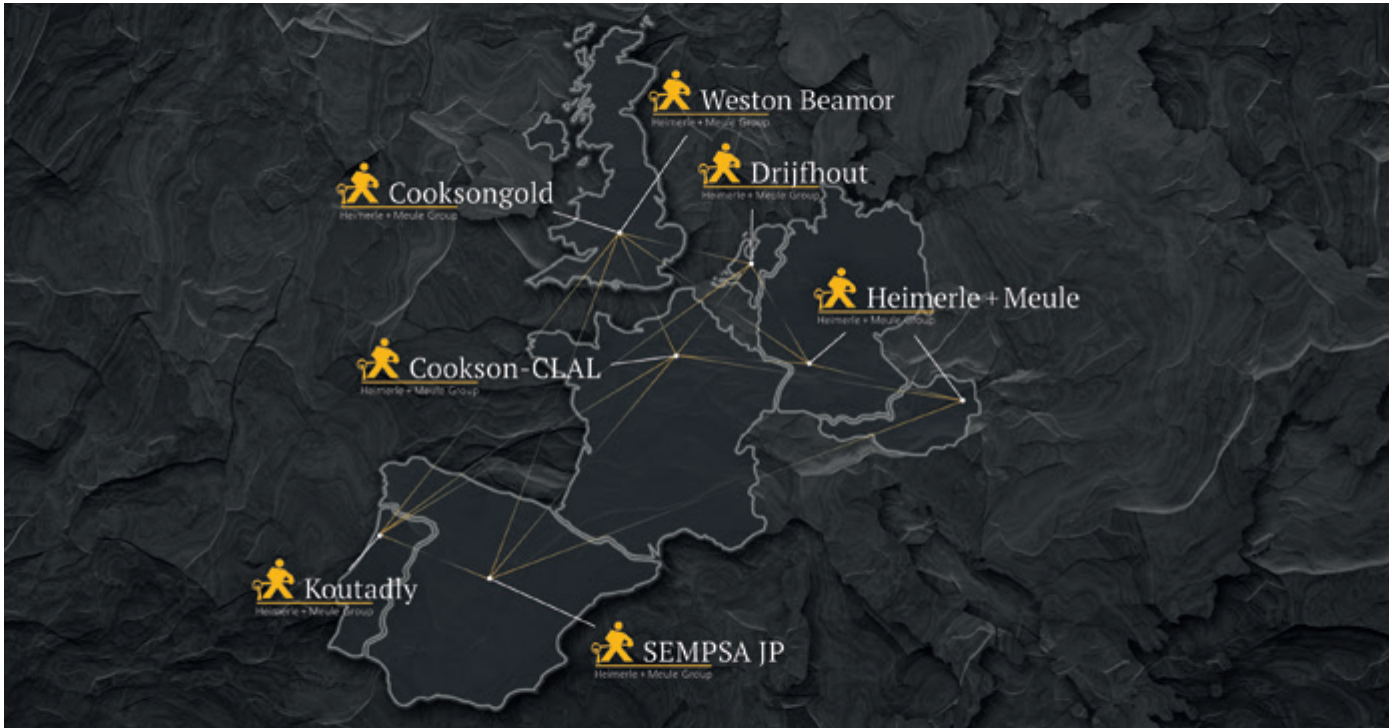 Weston Beamor
Heimerle + Meule Group
Drijfhout
Heimerle + Meule Group
Cooksongold
Heimerle + Meule Group
Heimerle + Meule
Heimerle + Meule Group
Cookson-CLAL
Heimerle + Meule Group
Koutadly
Heimerle + Meule Group
SEMPSA JP
Heimerle + Meule Group